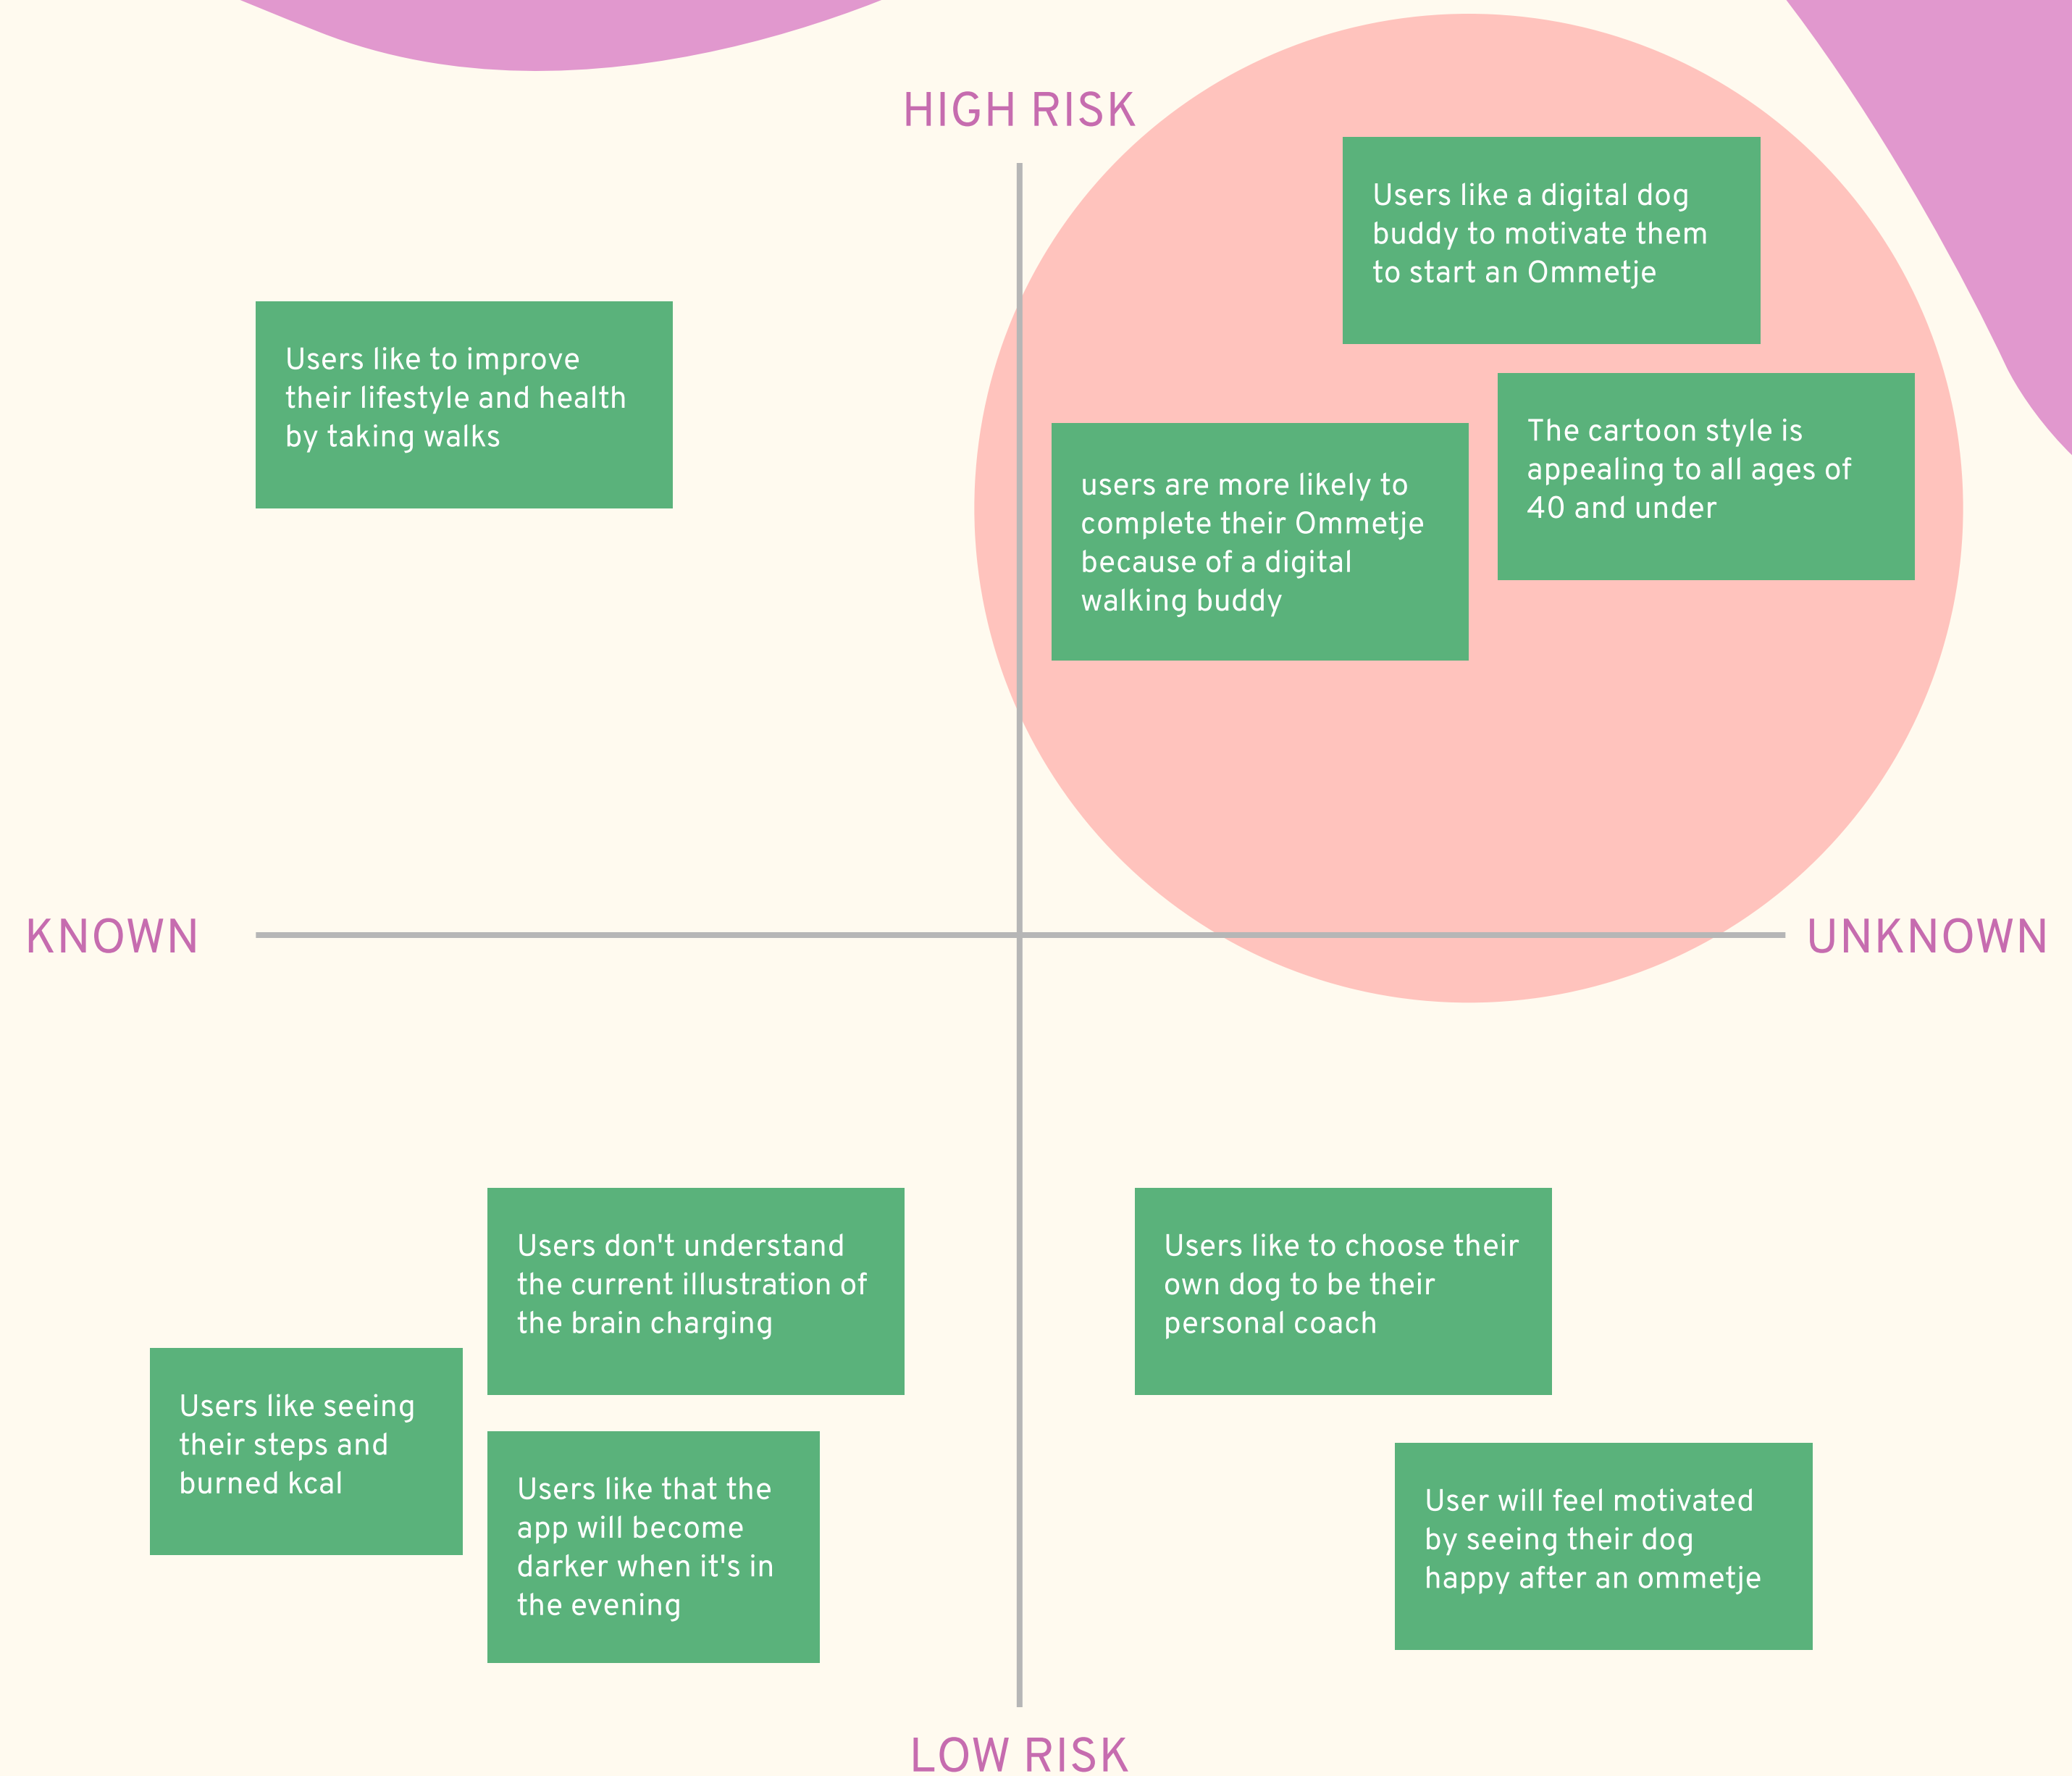 HIGH RISK
Users like a digital dog
buddy to motivate them
to start an Ommetje
Users like to improve
their lifestyle and health
by taking walks
The cartoon style is
appealing to all ages of
40 and under
users are more likely to
complete their Ommetje
because of a digital
walking buddy
KNOWN
UNKNOWN
Users don't understand
the current illustration of
the brain charging
Users like to choose their
own dog to be their
personal coach
Users like seeing
their steps and
burned kcal
Users like that the
app will become
darker when it's in
the evening
User will feel motivated
by seeing their dog
happy after an ommetje
LOW RISK